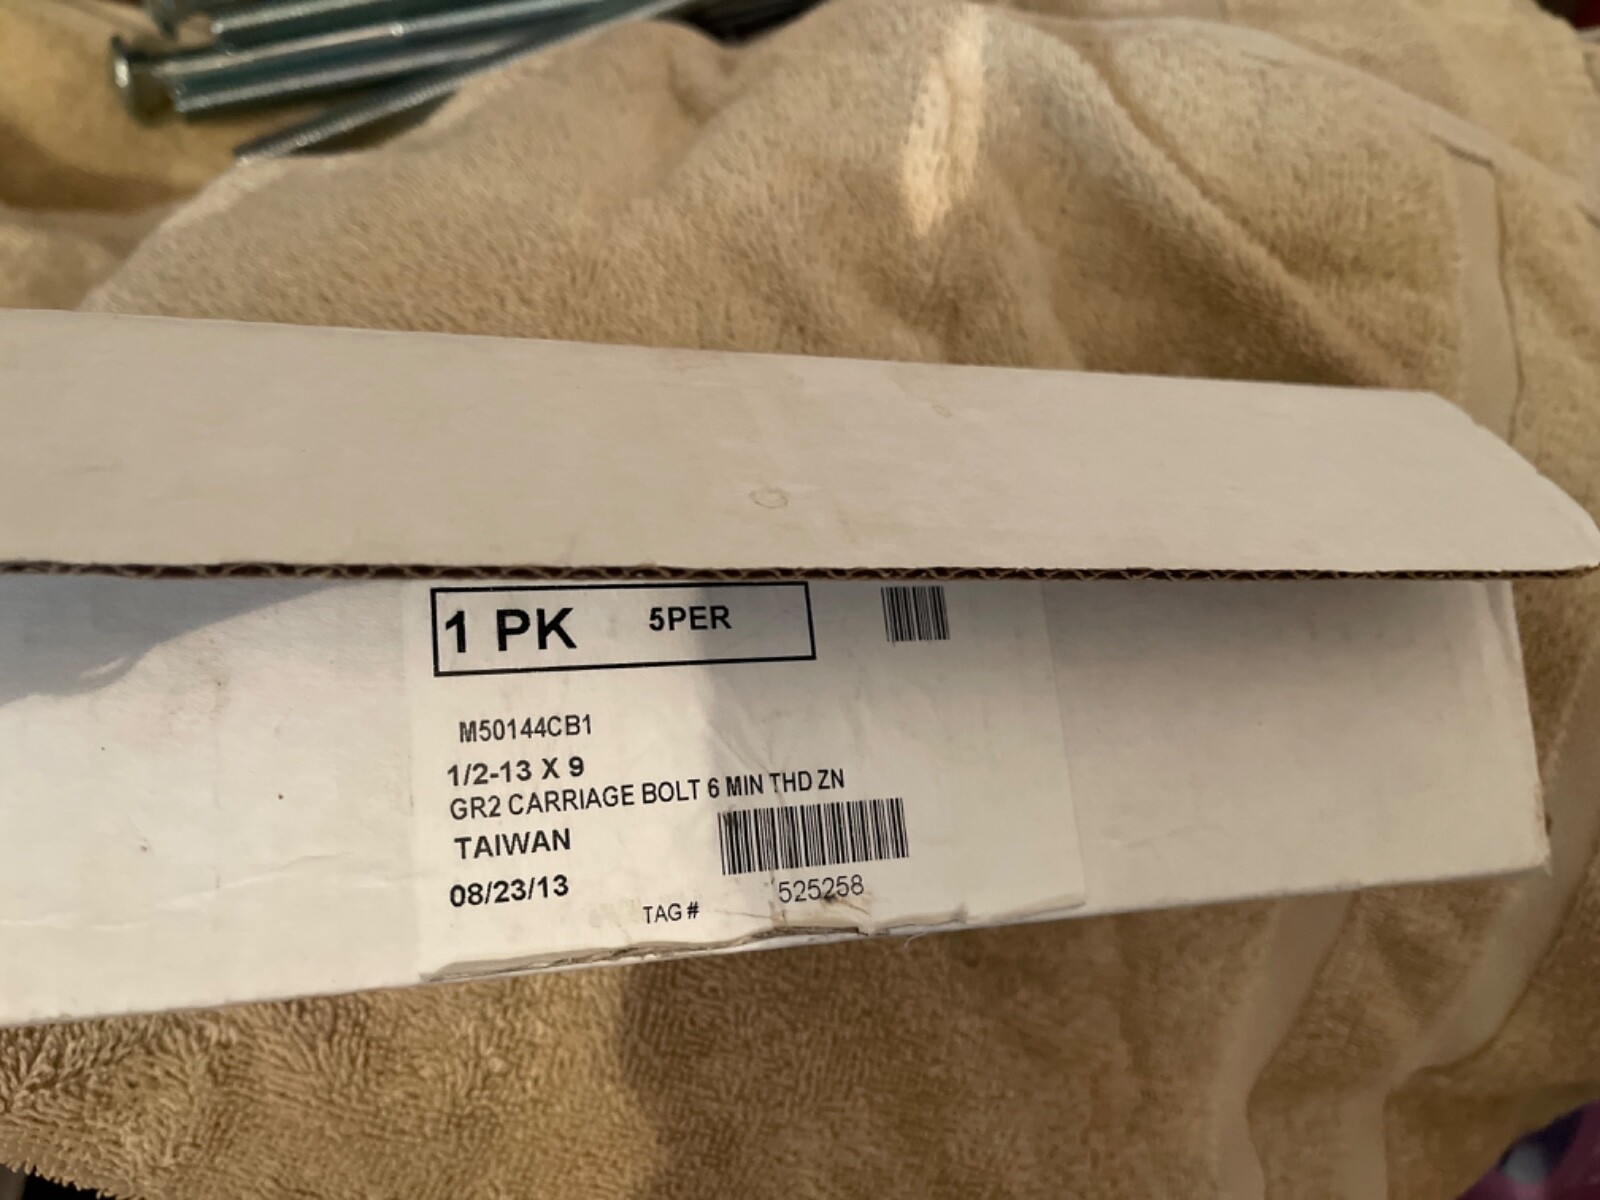 1 PK 5PER
M50144CB1
1/2-13 X 9
GR2 CARRIAGE BOLT 6 MIN THD ZN
TAIWAN
08/23/13
TAG # 525258